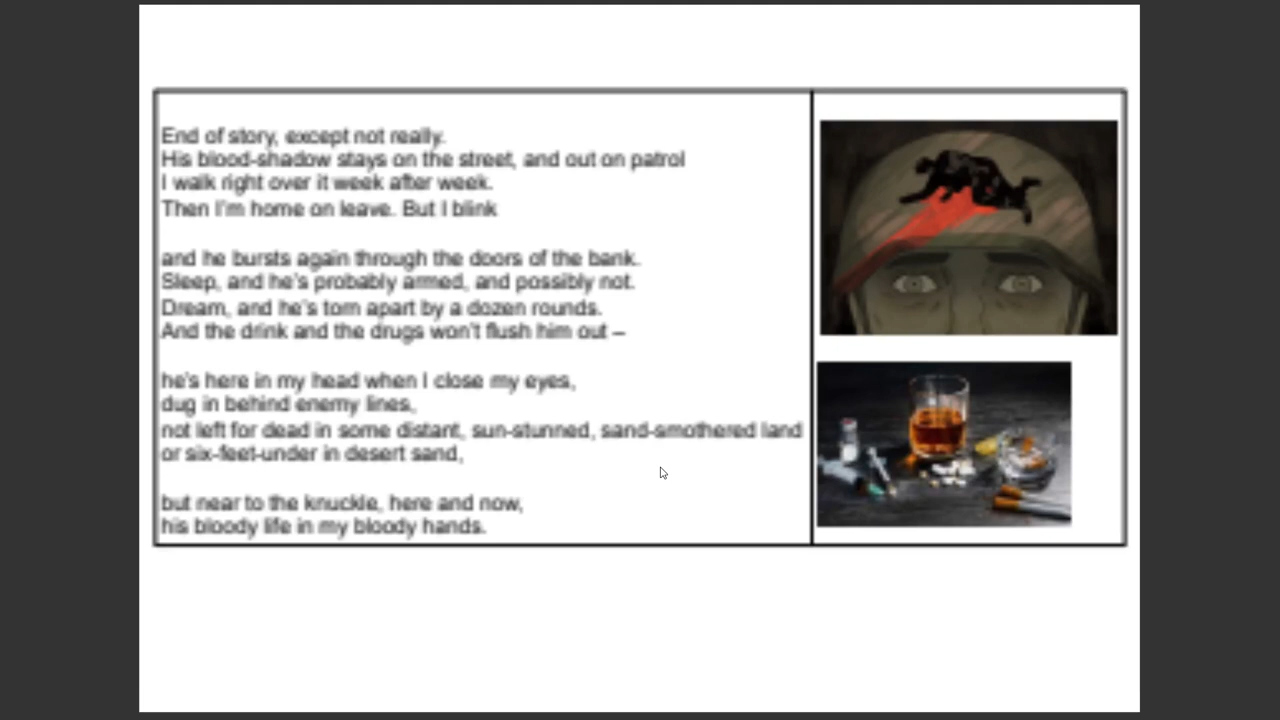 End of story, except not really.
His blood-shadow stays on the street, and out on patrol
I walk right over it week after week.
Then I'm home on leave. But I blink
and he bursts again through the doors of the bank.
Sleep, and he's probably armed, and possibly not.
Dream, and he's torn apart by a dozen rounds.
And the drink and the drugs won't flush him out –
he's here in my head when I close my eyes,
dug in behind enemy lines,
not left for dead in some distant, sun-stunned, sand-smothered land
or six-feet-under in desert sand,
but near to the knuckle, here and now,
his bloody life in my bloody hands.